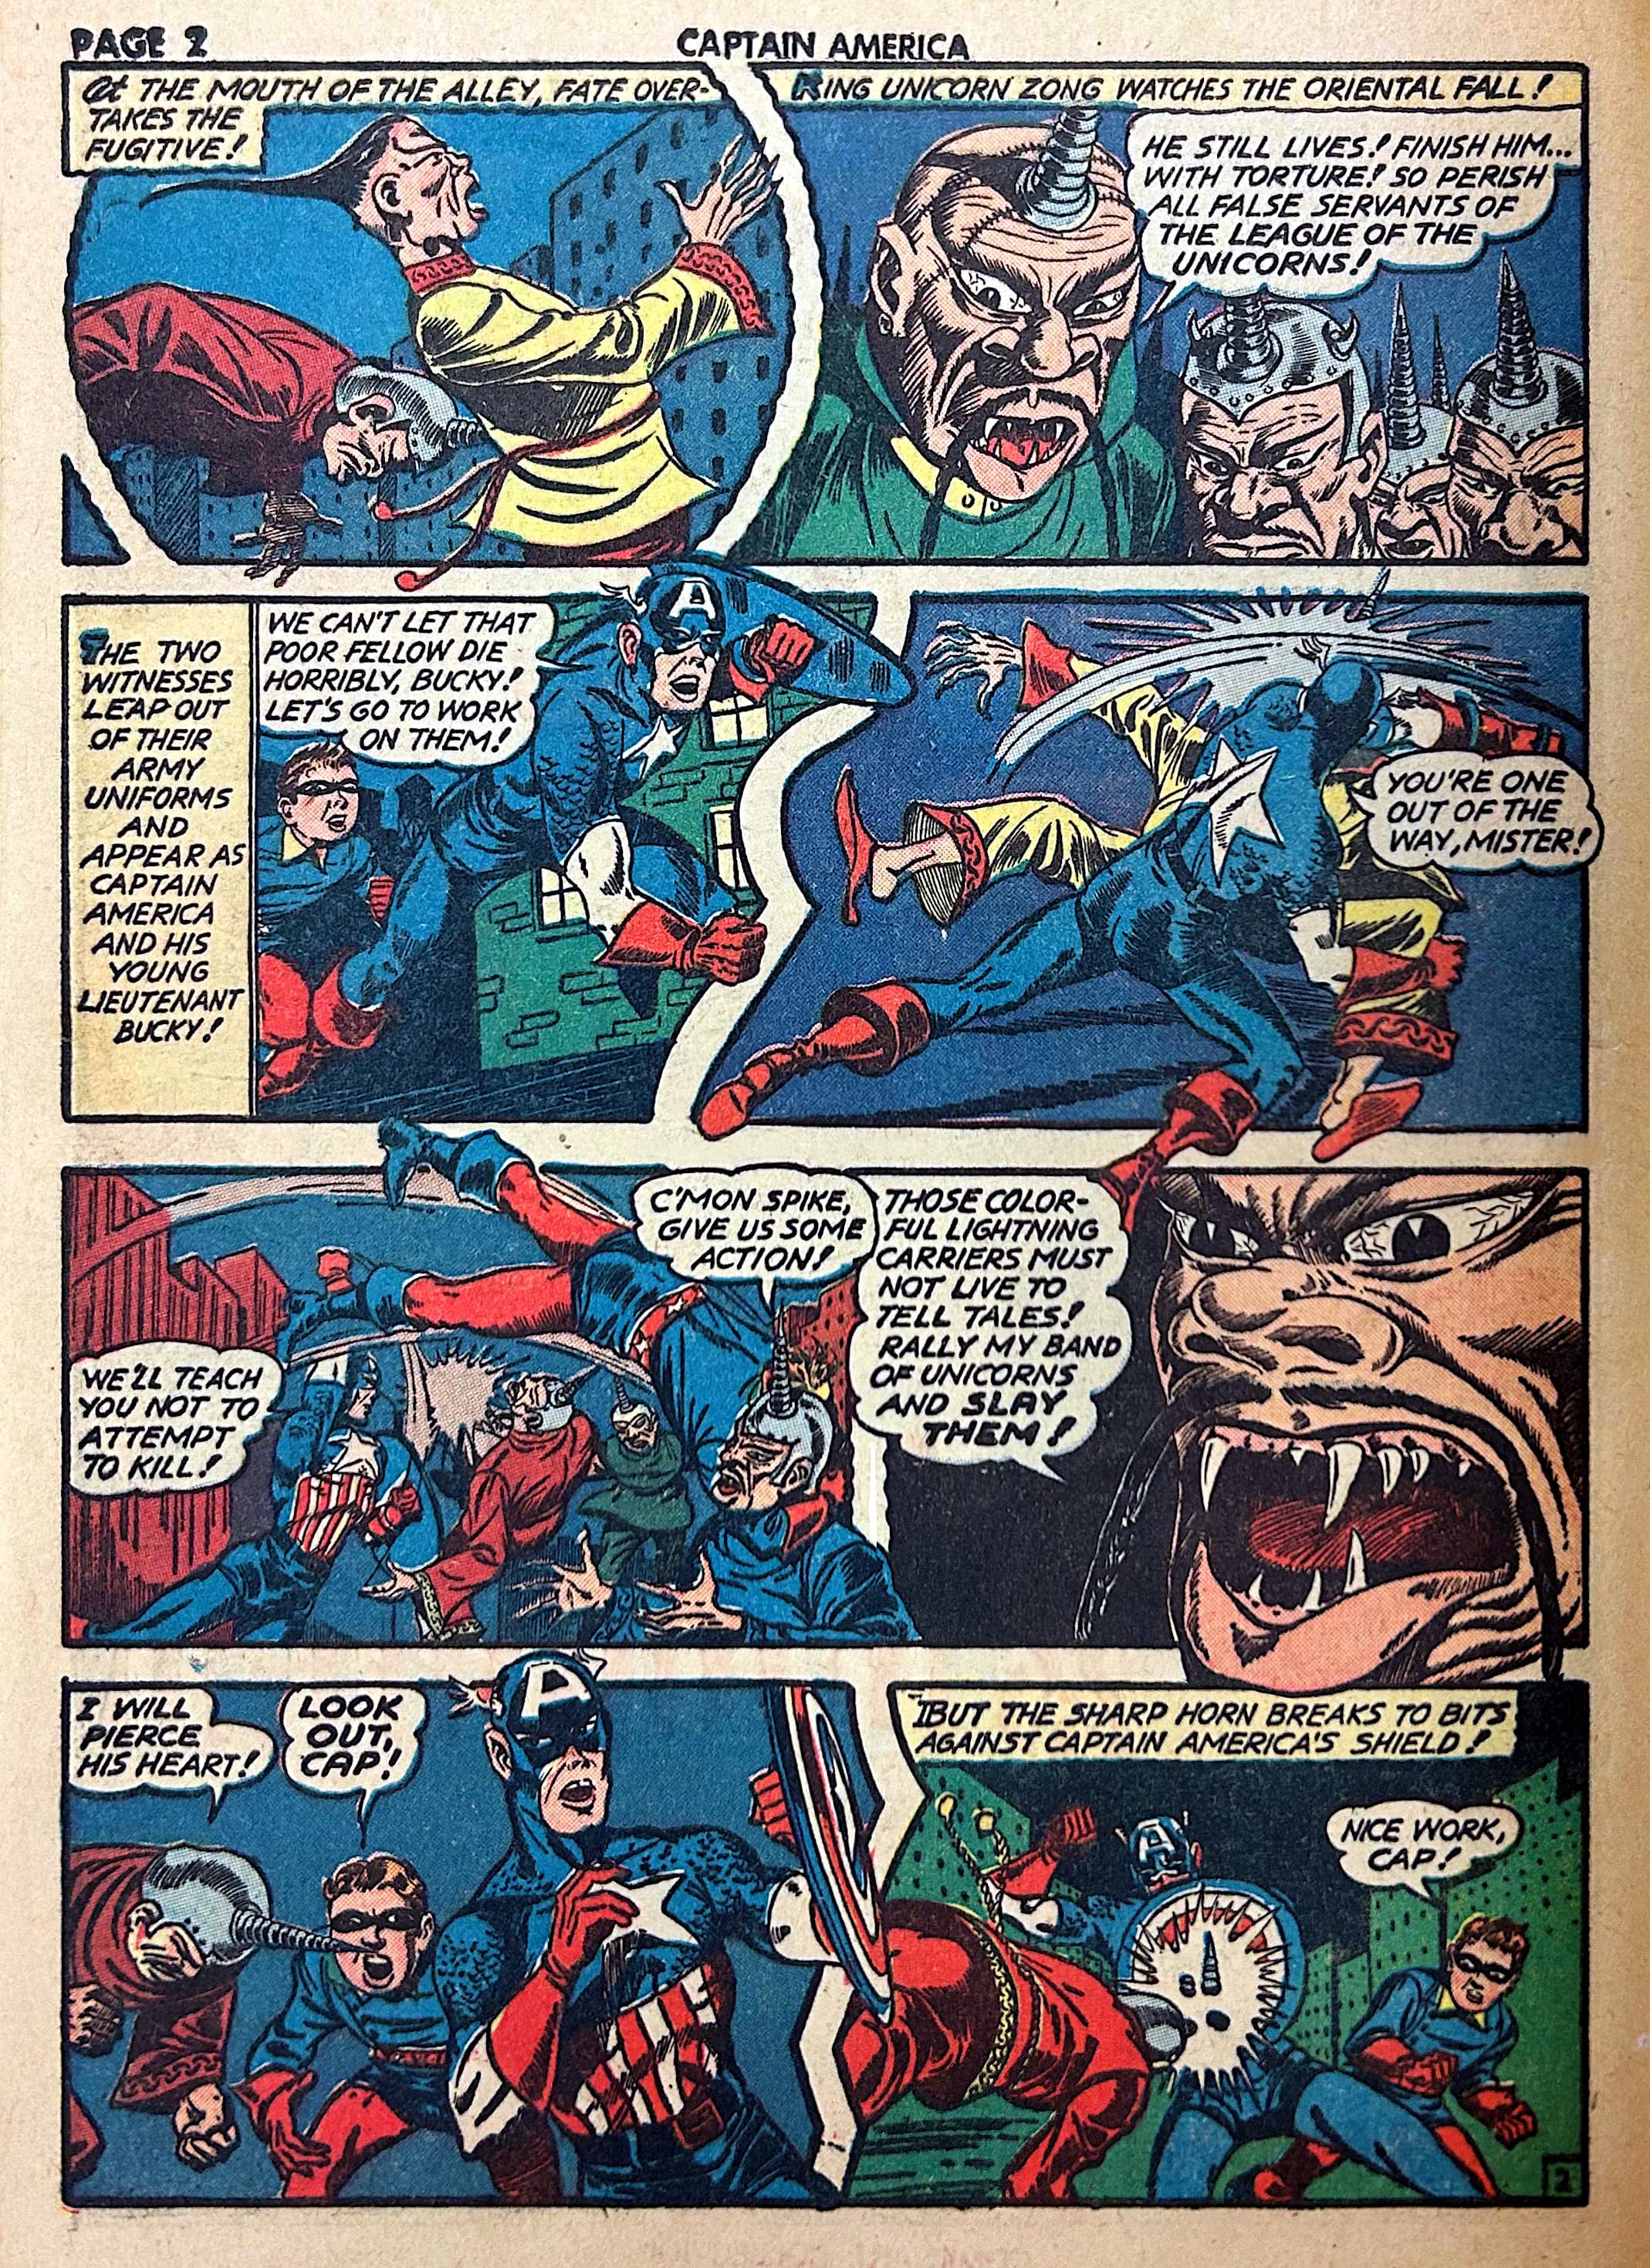 PAGE 2
CAPTAIN AMERICA
At THE MOUTH OF THE ALLEY, FATE OVER-
TAKES THE
FUGITIVE!
KING UNICORN ZONG WATCHES THE ORIENTAL FALL!
HE STILL LIVES! FINISH HIM...
WITH TORTURE! SO PERISH
ALL FALSE SERVANTS OF
THE LEAGUE OF THE
UNICORNS!
THE TWO
WITNESSES
LEAP OUT
OF THEIR
ARMY
UNIFORMS
AND
APPEAR AS
CAPTAIN
AMERICA
AND HIS
YOUNG
LIEUTENANT
BUCKY!
WE CAN'T LET THAT
POOR FELLOW DIE
HORRIBLY, BUCKY!
LET'S GO TO WORK
ON THEM!
YOU'RE ONE
OUT OF THE
WAY, MISTER!
WE'LL TEACH
YOU NOT TO
ATTEMPT
TO KILL!
C'MON SPIKE,
GIVE US SOME
ACTION!
THOSE COLOR-
FUL LIGHTNING
CARRIERS MUST
NOT LIVE TO
TELL TALES!
RALLY MY BAND
OF UNICORNS
AND SLAY
THEM!
I WILL
PIERCE
HIS HEART!
LOOK
OUT,
CAP!
A
BUT THE SHARP HORN BREAKS TO BITS
AGAINST CAPTAIN AMERICA'S SHIELD!
A
NICE WORK,
CAP!
2